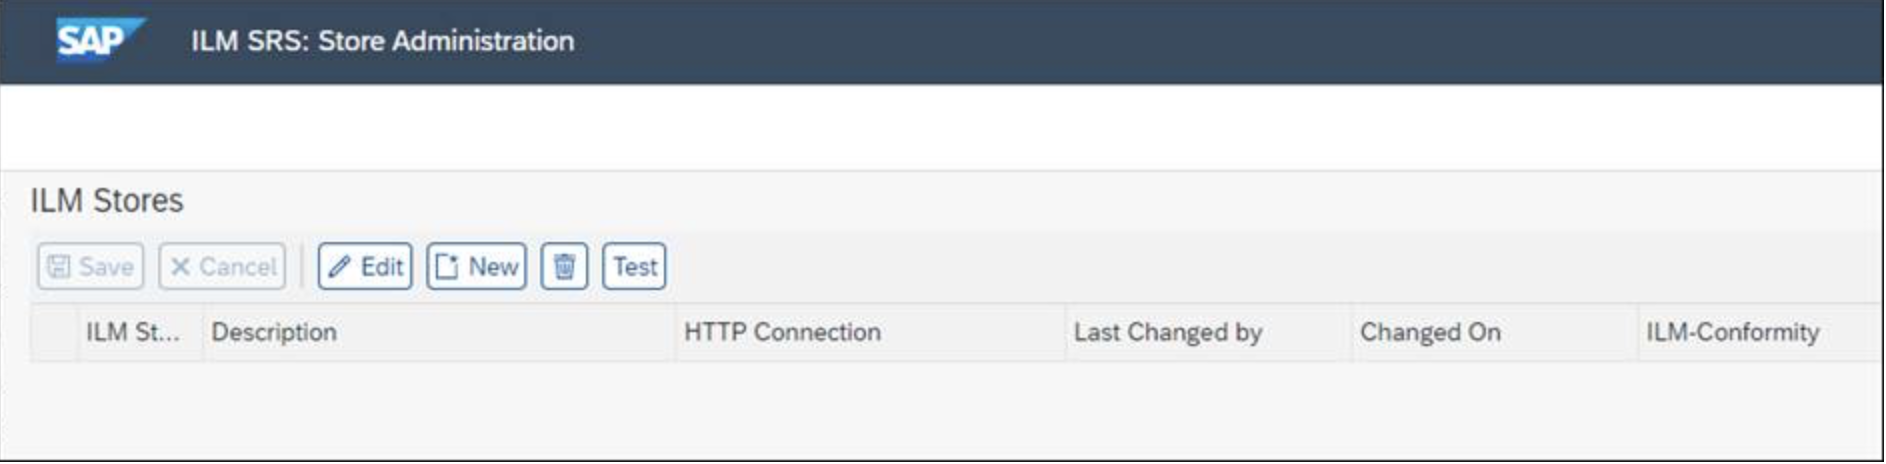 SAP ILM SRS: Store Administration
ILM Stores
Save Cancel Edit New Test
ILM St... Description HTTP Connection Last Changed by Changed On ILM-Conformity